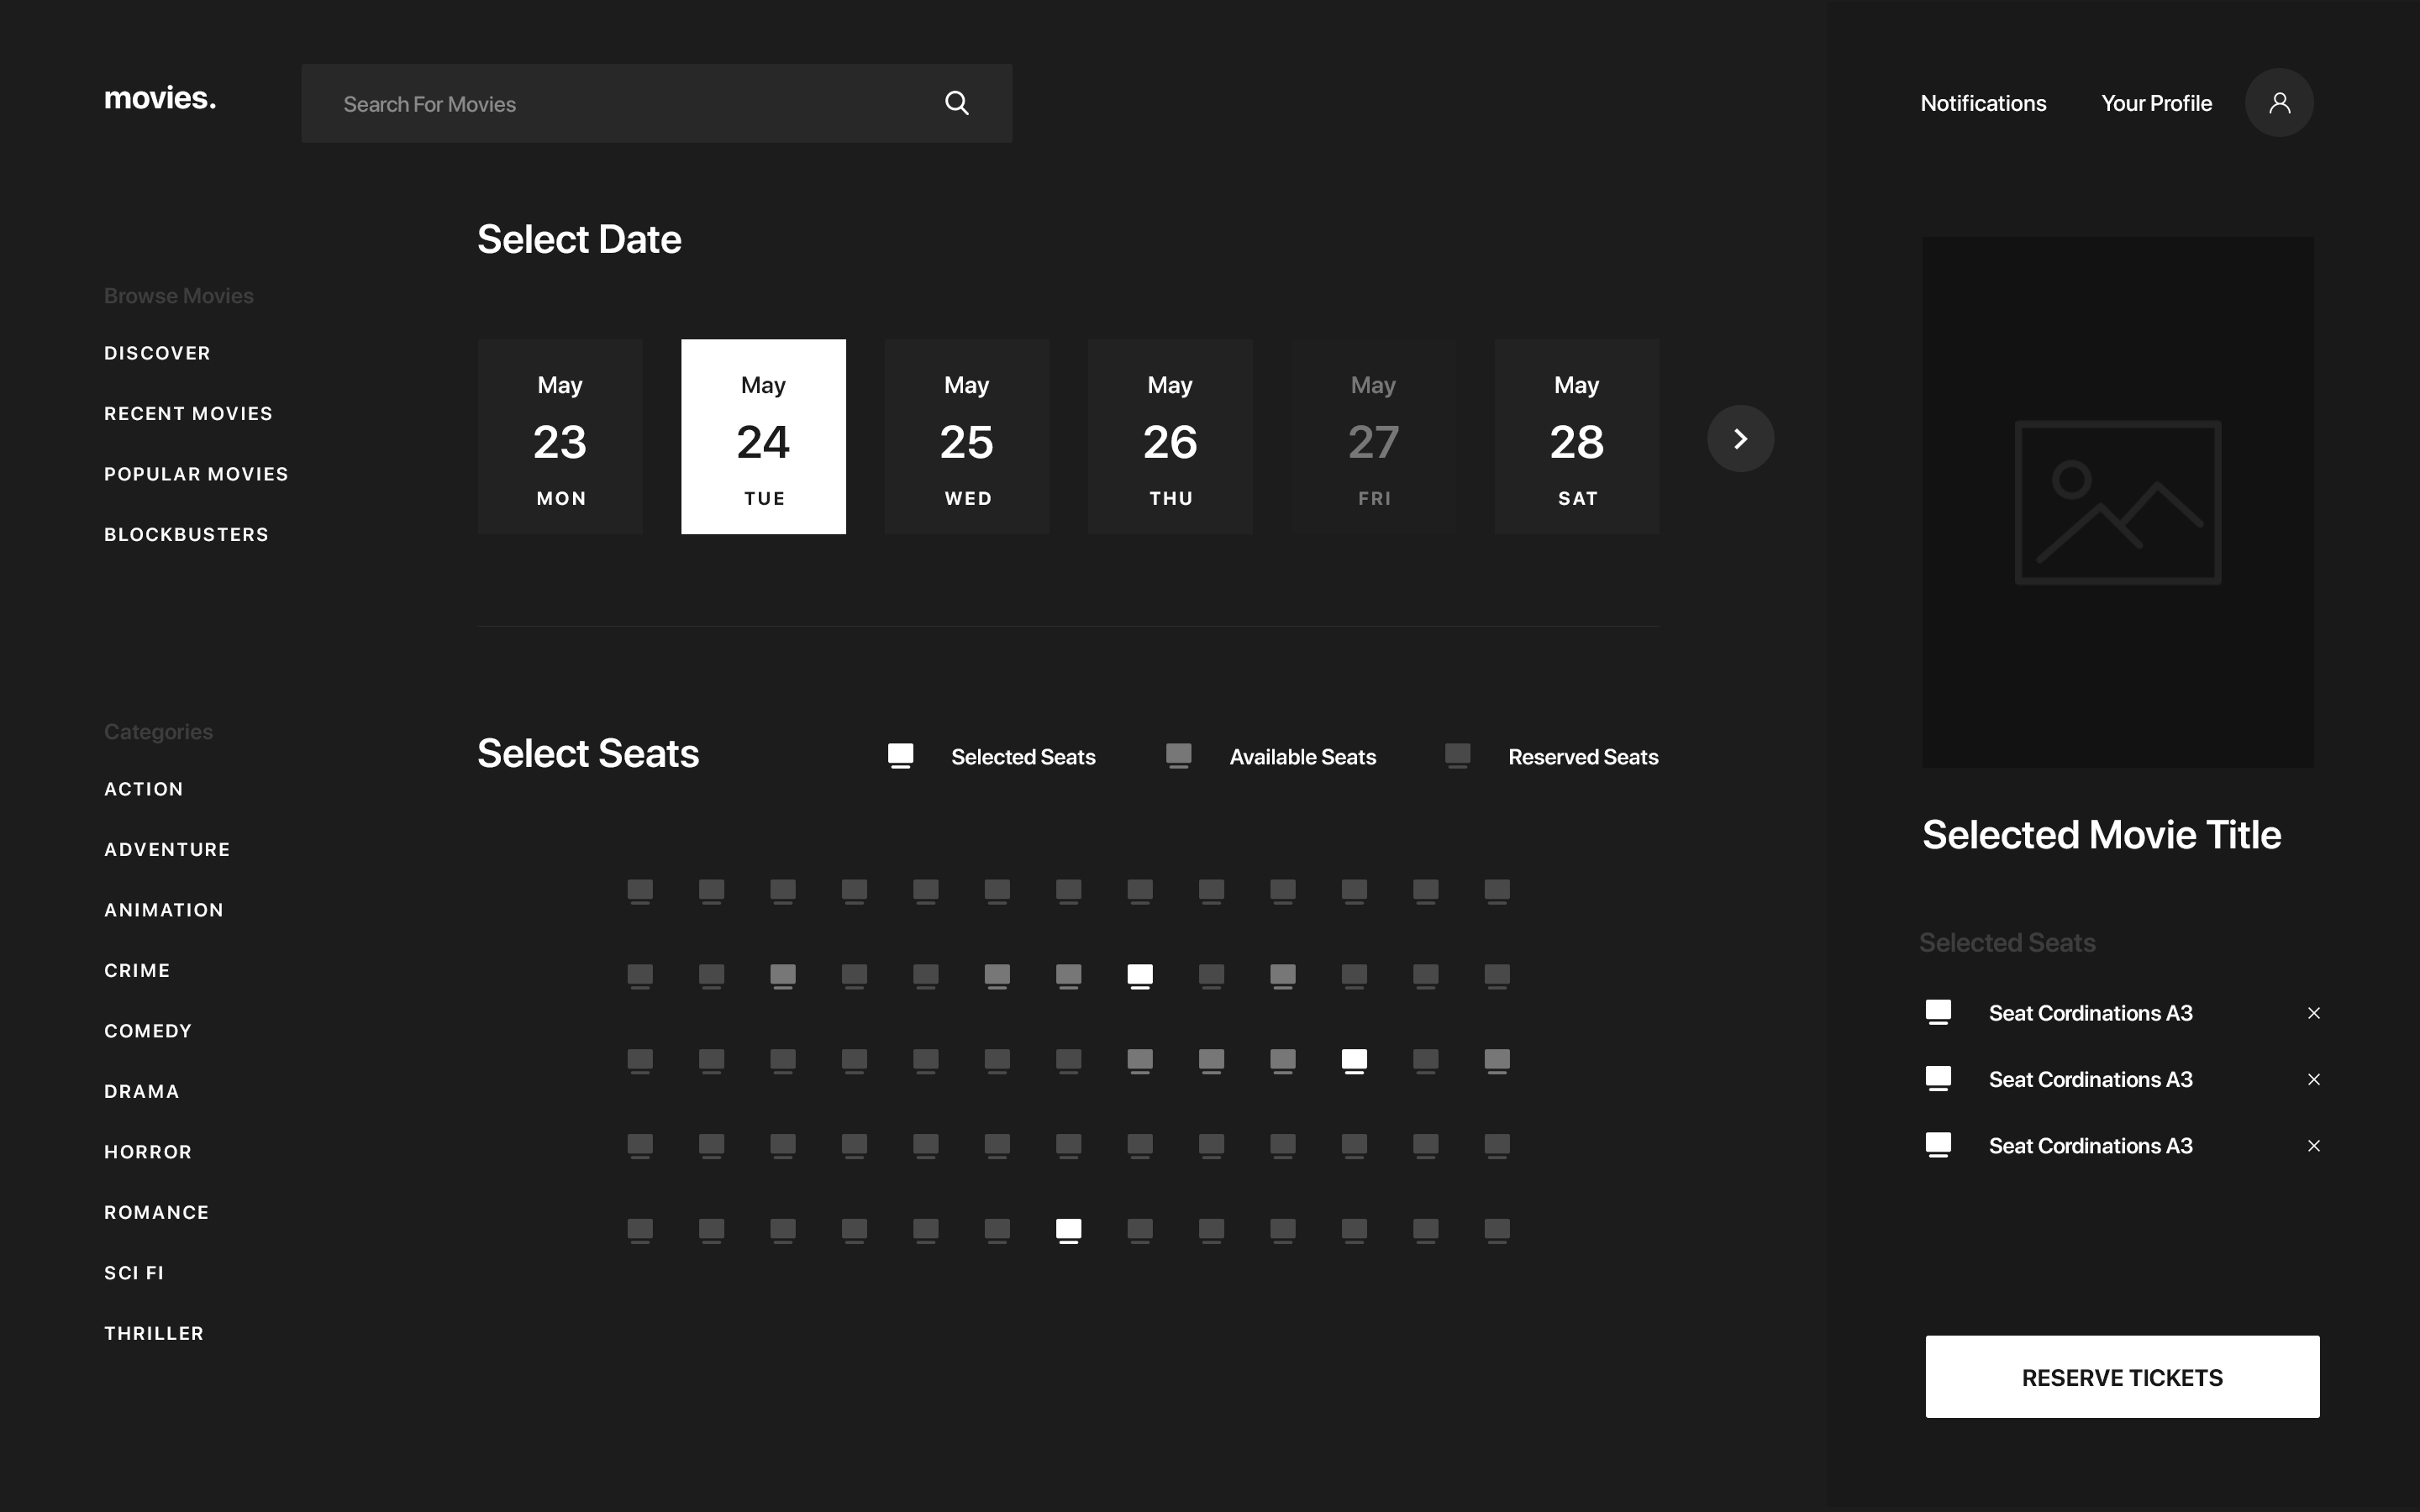 movies.
Search For Movies
Notifications
Your Profile
Select Date
Browse Movies
DISCOVER
RECENT MOVIES
POPULAR MOVIES
BLOCKBUSTERS
May
23
MON
May
24
TUE
May
25
WED
May
26
THU
May
27
FRI
May
28
SAT
Categories
ACTION
ADVENTURE
ANIMATION
CRIME
COMEDY
DRAMA
HORROR
ROMANCE
SCI FI
THRILLER
Select Seats
Selected Seats
Available Seats
Reserved Seats
Selected Movie Title
Selected Seats
Seat Cordinations A3
Seat Cordinations A3
Seat Cordinations A3
RESERVE TICKETS